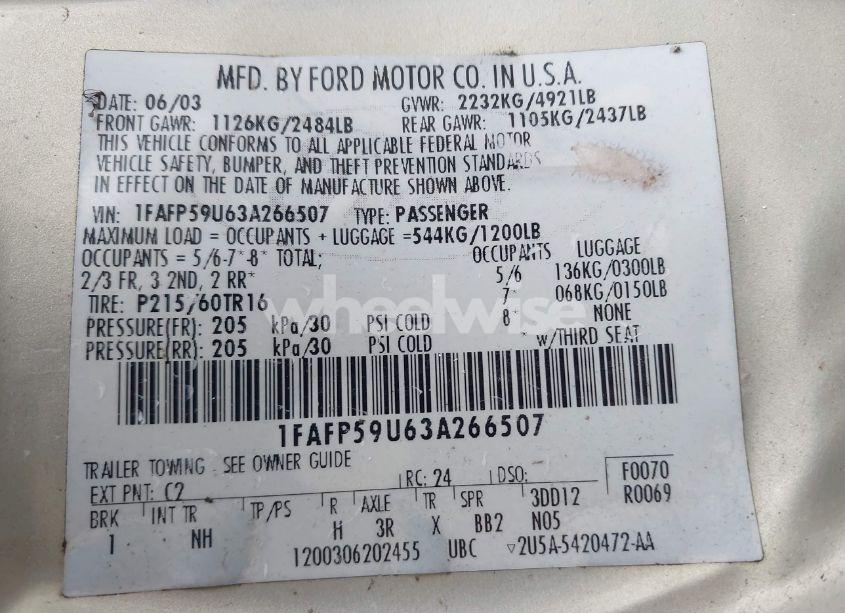 MFD. BY FORD MOTOR CO. IN U.S.A.
DATE: 06/03 GVWR: 2232KG/4921LB
FRONT GAWR: 1126KG/2484LB REAR GAWR: 1105KG/2437LB
THIS VEHICLE CONFORMS TO ALL APPLICABLE FEDERAL MOTOR
VEHICLE SAFETY, BUMPER, AND THEFT PREVENTION STANDARDS
IN EFFECT ON THE DATE OF MANUFACTURE SHOWN ABOVE.
VIN: 1FAFP59U63A266507 TYPE: PASSENGER
MAXIMUM LOAD = OCCUPANTS + LUGGAGE =544KG/1200LB
OCCUPANTS = 5/6-7*-8* TOTAL; OCCUPANTS LUGGAGE
2/3 FR, 3 2ND, 2 RR* 5/6 136KG/0300LB
TIRE: P215/60TR16 7* 068KG/0150LB
wheelwise
PRESSURE(FR): 205 kPa/30 PSI COLD 8* NONE
PRESSURE(RR): 205 kPa/30 PSI COLD * w/THIRD SEAT
1FAFP59U63A266507
TRAILER TOWING - SEE OWNER GUIDE
EXT PNT: C2 RC: 24 DSO: F0070
BRK INT TR TP/PS R AXLE TR SPR 3DD12 R0069
1 NH H 3R X BB2 N05
1200306202455 UBC ▽2U5A-5420472-AA